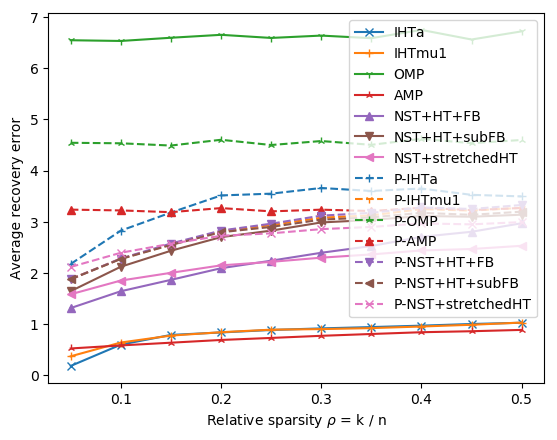 7
6
5
4
3
2
1
0
Average recovery error
0.1
0.2
0.3
0.4
0.5
Relative sparsity ρ = k / n
IHTa
IHTmu1
OMP
AMP
NST+HT+FB
NST+HT+subFB
NST+stretchedHT
P-IHTa
P-IHTmu1
P-OMP
P-AMP
P-NST+HT+FB
P-NST+HT+subFB
P-NST+stretchedHT